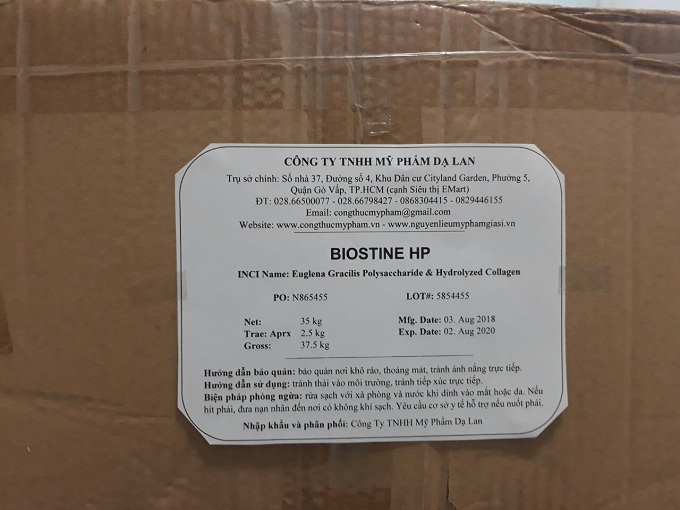 CÔNG TY TNHH MỸ PHẨM DẠ LAN
Trụ sở chính: Số nhà 37, Đường số 4, Khu Dân cư Cityland Garden, Phường 5,
Quận Gò Vấp, TP.HCM (cạnh Siêu thị EMart)
ĐT: 028.66500077 - 028.66798427 - 0868304415 - 0829446155
Email: congthucmypham@gmail.com
Website: www.congthucmypham.vn - www.nguyenlieumyphamgiasi.vn
BIOSTINE HP
INCI Name: Euglena Gracilis Polysaccharide & Hydrolyzed Collagen
PO: N865455 LOT#: 5854455
Net: 35 kg Mfg. Date: 03. Aug 2018
Trae: Aprx 2.5 kg Exp. Date: 02. Aug 2020
Gross: 37.5 kg
Hướng dẫn bảo quản: bảo quản nơi khô ráo, thoáng mát, tránh ánh nắng trực tiếp.
Hướng dẫn sử dụng: tránh thải vào môi trường, tránh tiếp xúc trực tiếp.
Biện pháp phòng ngừa: rửa sạch với xà phòng và nước khi dính vào mắt hoặc da. Nếu
hít phải, đưa nạn nhân đến nơi có không khí sạch. Yêu cầu cơ sở y tế hỗ trợ nếu nuốt phải.
Nhập khẩu và phân phối: Công Ty TNHH Mỹ Phẩm Dạ Lan